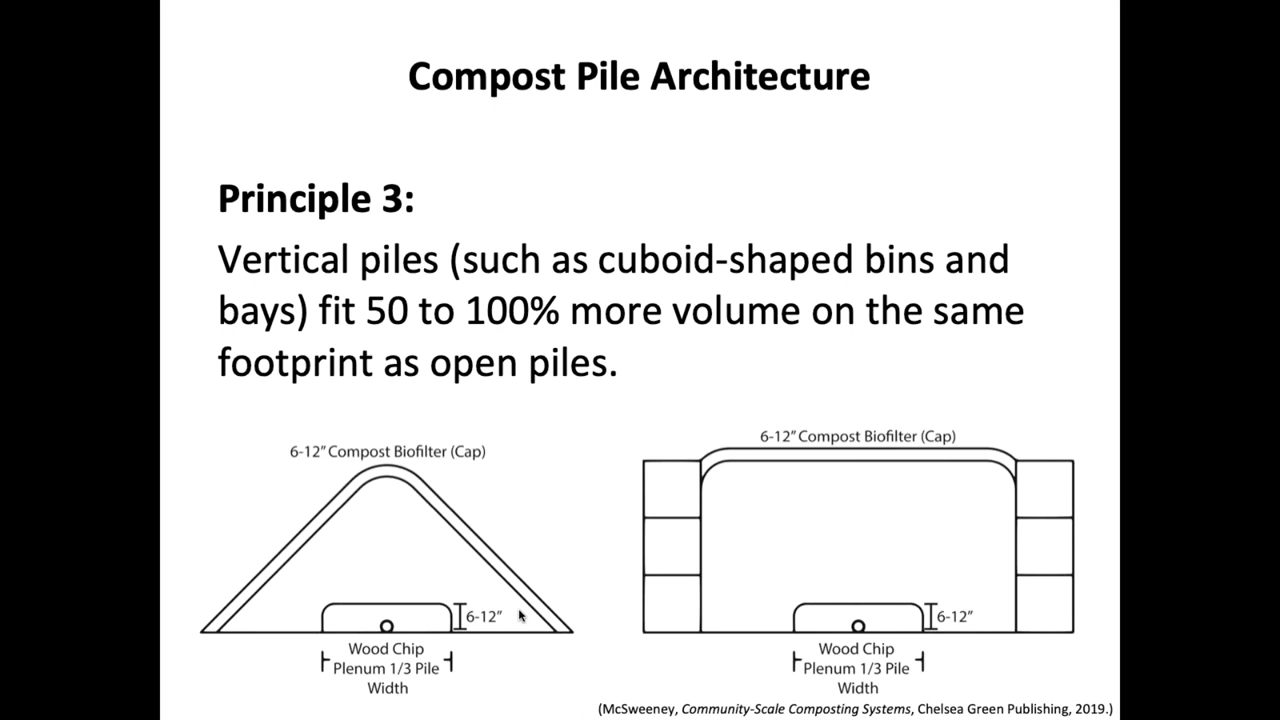 Compost Pile Architecture
Principle 3:
Vertical piles (such as cuboid-shaped bins and
bays) fit 50 to 100% more volume on the same
footprint as open piles.
6-12” Compost Biofilter (Cap)
6-12”
Wood Chip
Plenum 1/3 Pile
Width
6-12” Compost Biofilter (Cap)
6-12”
Wood Chip
Plenum 1/3 Pile
Width
(McSweeney, Community-Scale Composting Systems, Chelsea Green Publishing, 2019.)